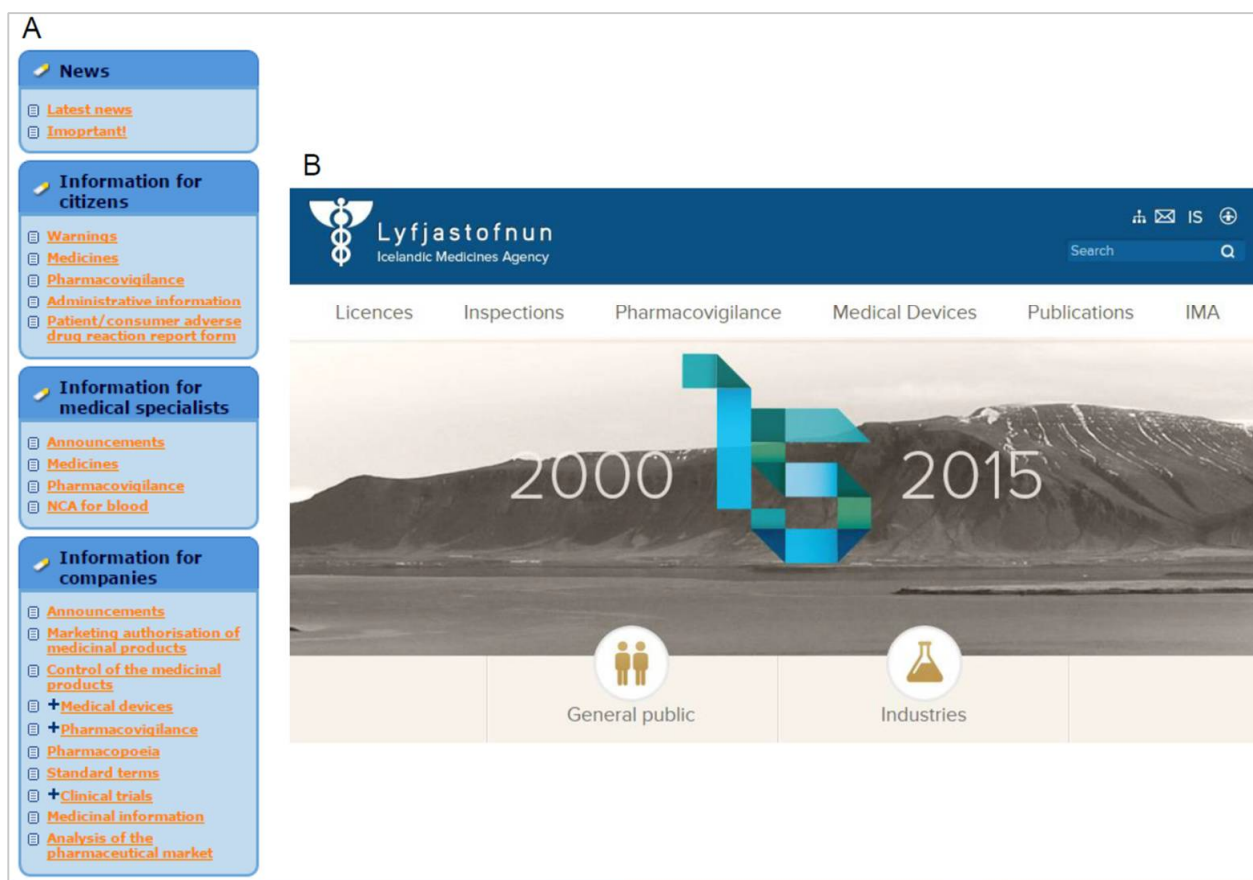 A
News
Latest news
Imoprtant!
Information for
citizens
Warnings
Medicines
Pharmacovigilance
Administrative information
Patient/consumer adverse
drug reaction report form
Information for
medical specialists
Announcements
Medicines
Pharmacovigilance
NCA for blood
Information for
companies
Announcements
Marketing authorisation of
medicinal products
Control of the medicinal
products
+Medical devices
+Pharmacovigilance
Pharmacopoeia
Standard terms
+Clinical trials
Medicinal information
Analysis of the
pharmaceutical market
B
Lyfjastofnun
Icelandic Medicines Agency
IS
Search
Licences Inspections Pharmacovigilance Medical Devices Publications IMA
2000 15 2015
General public Industries